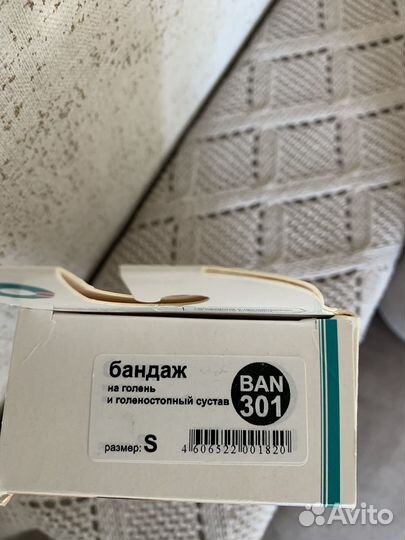 бандаж
на голень
и голеностопный сустав
BAN
301
размер: S
4 606522 001820
Avito